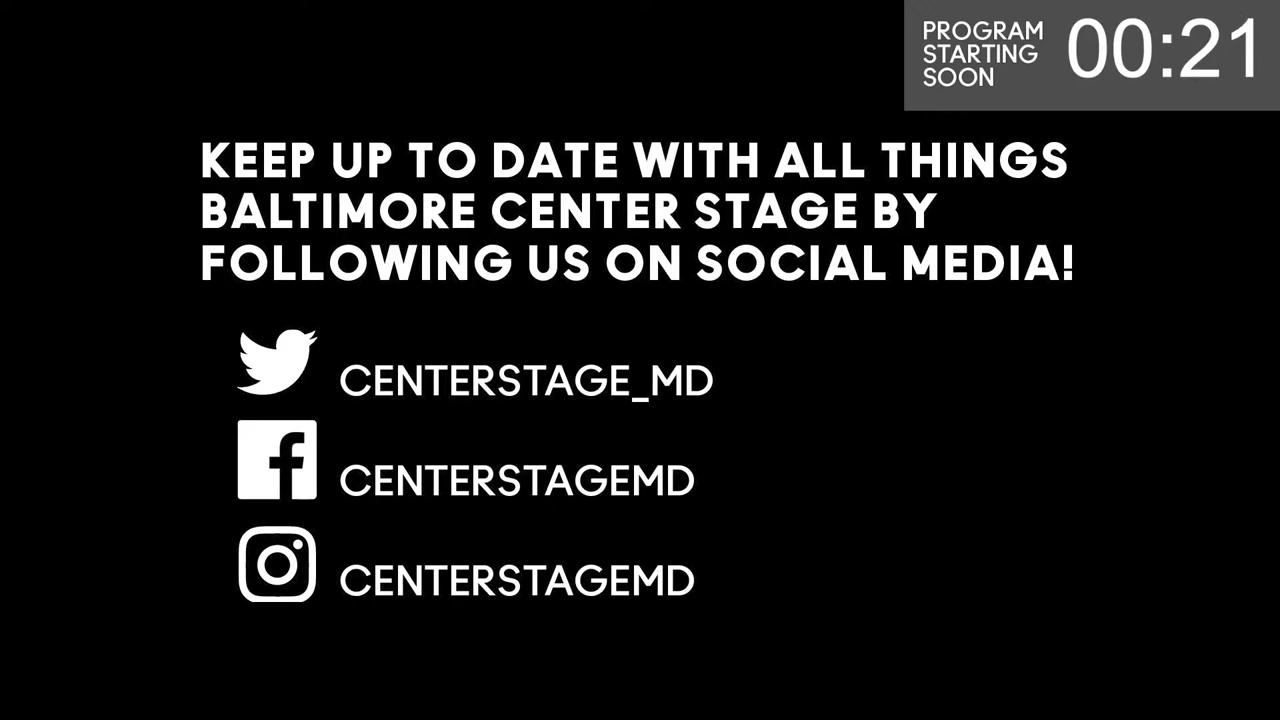 PROGRAM
STARTING
SOON
00:21
KEEP UP TO DATE WITH ALL THINGS
BALTIMORE CENTER STAGE BY
FOLLOWING US ON SOCIAL MEDIA!
CENTERSTAGE_MD
CENTERSTAGEMD
CENTERSTAGEMD